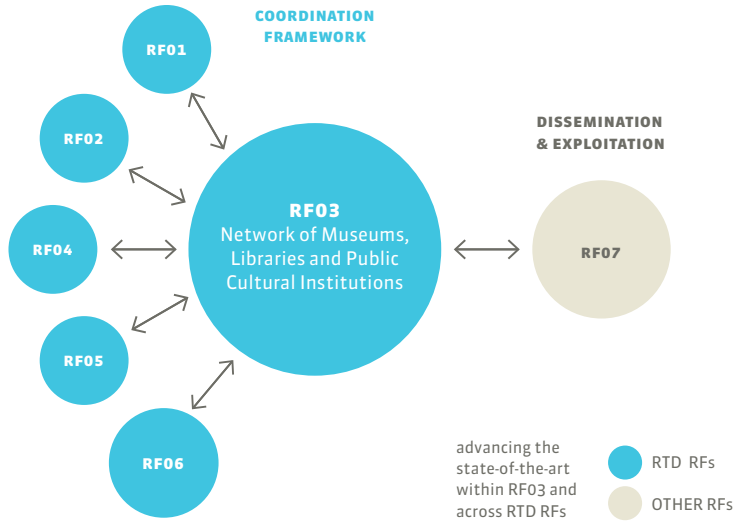 COORDINATION
FRAMEWORK
RF01
RF02
RF04
RF05
RF06
RF03
Network of Museums,
Libraries and Public
Cultural Institutions
DISSEMINATION
& EXPLOITATION
RF07
advancing the
state-of-the-art
within RF03 and
across RTD RFs
RTD RFs
OTHER RFs